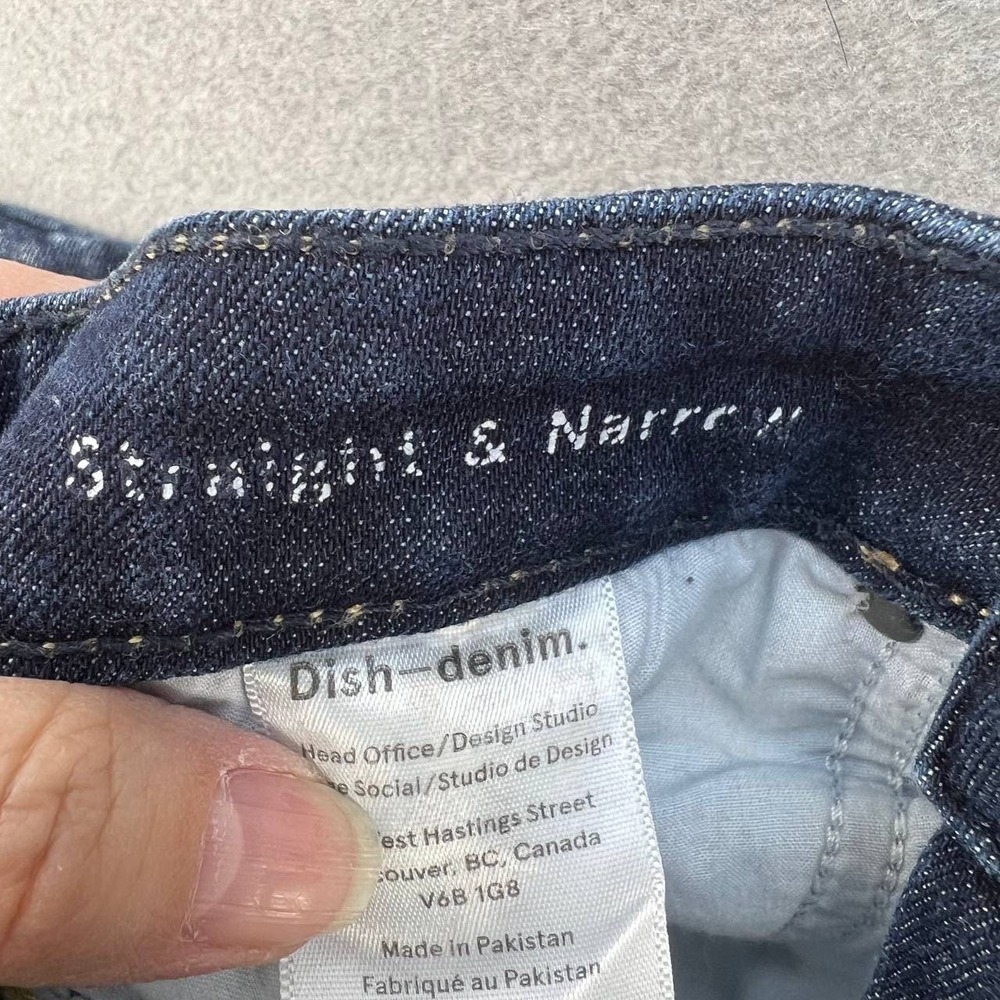 Straight & Narrow
Dish-denim.
Head Office/Design Studio
Social/Studio de Design
Hastings Street
BC, Canada
V6B 1G8
Made in Pakistan
Fabriqué au Pakistan